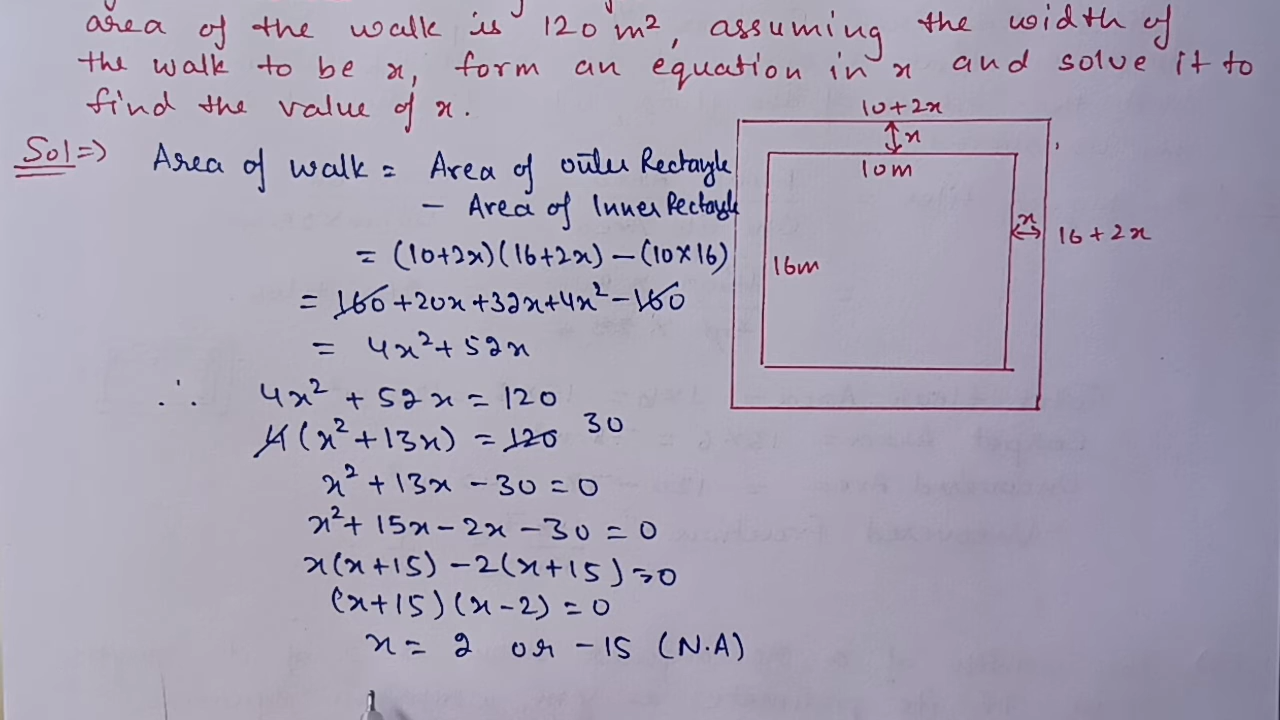 area of the walk is 120 m², assuming the width of
the walk to be x, form an equation in x and solve it to
find the value of x.
Sol ⇒ Area of walk = Area of outer Rectangle
- Area of Inner Rectangle
= (10+2x)(16+2x) - (10×16)
= 160 + 20x + 32x + 4x² - 160
= 4x² + 52x
∴ 4x² + 52x = 120
4(x² + 13x) = 120 30
x² + 13x - 30 = 0
x² + 15x - 2x - 30 = 0
x(x+15) - 2(x+15) = 0
(x+15)(x-2) = 0
x = 2 or -15 (N.A)
10+2x
x
10m
x
16+2x
16m